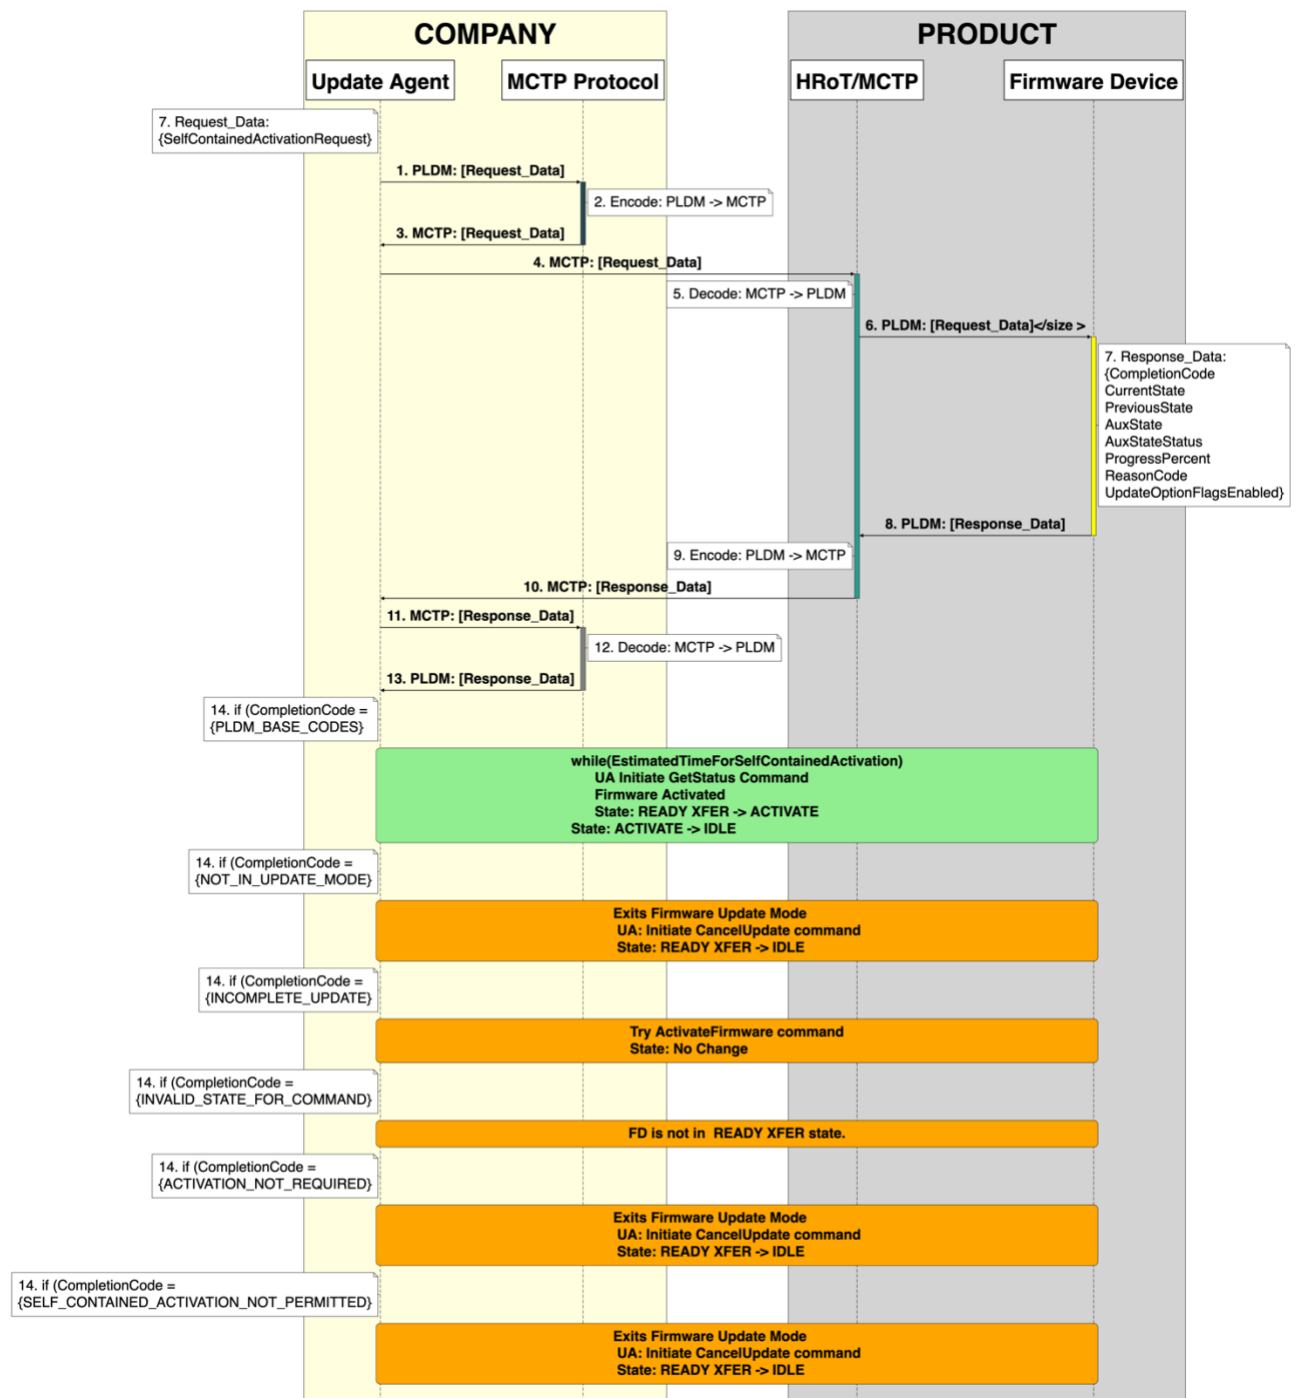 COMPANY
PRODUCT
Update Agent
MCTP Protocol
HRoT/MCTP
Firmware Device
7. Request_Data:
{SelfContainedActivationRequest}
1. PLDM: [Request_Data]
2. Encode: PLDM -> MCTP
3. MCTP: [Request_Data]
4. MCTP: [Request_Data]
5. Decode: MCTP -> PLDM
6. PLDM: [Request_Data]</size >
7. Response_Data:
{CompletionCode
CurrentState
PreviousState
AuxState
AuxStateStatus
ProgressPercent
ReasonCode
UpdateOptionFlagsEnabled}
8. PLDM: [Response_Data]
9. Encode: PLDM -> MCTP
10. MCTP: [Response_Data]
11. MCTP: [Response_Data]
12. Decode: MCTP -> PLDM
13. PLDM: [Response_Data]
14. if (CompletionCode =
{PLDM_BASE_CODES}
while(EstimatedTimeForSelfContainedActivation)
UA Initiate GetStatus Command
Firmware Activated
State: READY XFER -> ACTIVATE
State: ACTIVATE -> IDLE
14. if (CompletionCode =
{NOT_IN_UPDATE_MODE}
Exits Firmware Update Mode
UA: Initiate CancelUpdate command
State: READY XFER -> IDLE
14. if (CompletionCode =
{INCOMPLETE_UPDATE}
Try ActivateFirmware command
State: No Change
14. if (CompletionCode =
{INVALID_STATE_FOR_COMMAND}
FD is not in  READY XFER state.
14. if (CompletionCode =
{ACTIVATION_NOT_REQUIRED}
Exits Firmware Update Mode
UA: Initiate CancelUpdate command
State: READY XFER -> IDLE
14. if (CompletionCode =
{SELF_CONTAINED_ACTIVATION_NOT_PERMITTED}
Exits Firmware Update Mode
UA: Initiate CancelUpdate command
State: READY XFER -> IDLE